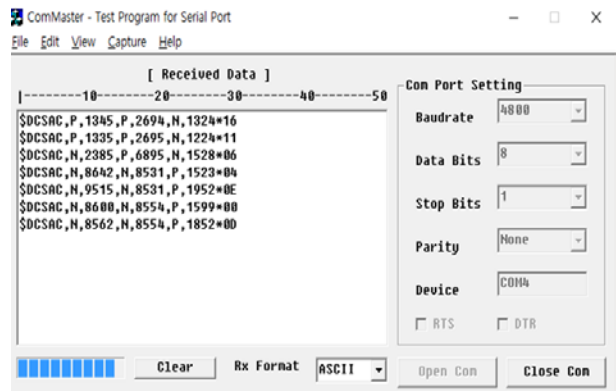 ComMaster - Test Program for Serial Port
File Edit View Capture Help
[ Received Data ]
|--------10--------20--------30--------40--------50
$DCSAC,P,1345,P,2694,N,1324*16
$DCSAC,P,1335,P,2695,N,1224*11
$DCSAC,N,2385,P,6895,N,1528*06
$DCSAC,N,8642,N,8531,P,1523*04
$DCSAC,N,9515,N,8531,P,1952*0E
$DCSAC,N,8600,N,8554,P,1599*00
$DCSAC,N,8562,N,8554,P,1852*0D
Clear
Rx Format ASCII
Com Port Setting
Baudrate 4800
Data Bits 8
Stop Bits 1
Parity None
Device COM4
RTS DTR
Open Com Close Com